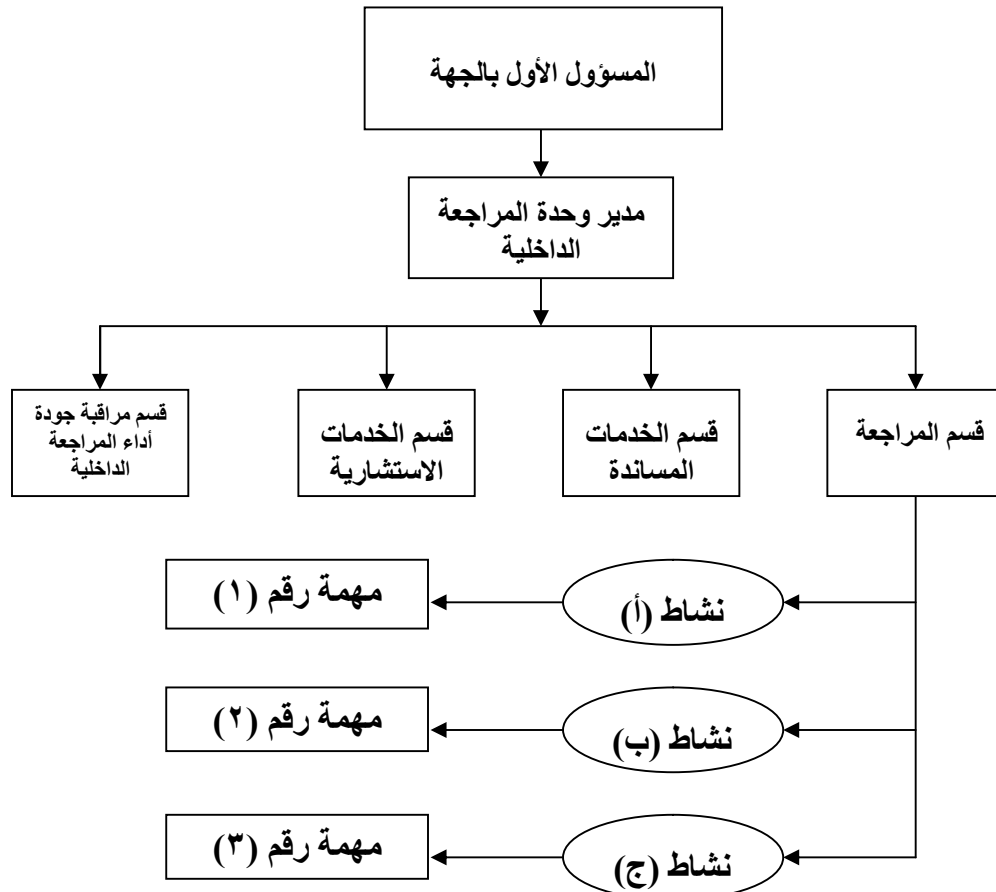 المسؤول الأول بالجهة
مدير وحدة المراجعة
الداخلية
قسم المراجعة
قسم الخدمات
المساندة
قسم الخدمات
الاستشارية
قسم مراقبة جودة
أداء المراجعة
الداخلية
نشاط (أ)
مهمة رقم (١)
نشاط (ب)
مهمة رقم (٢)
نشاط (ج)
مهمة رقم (٣)